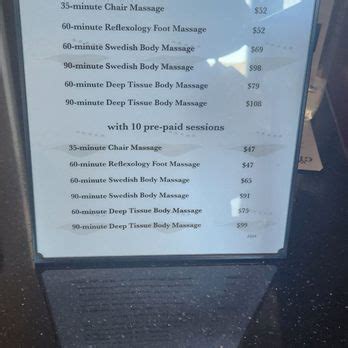 35-minute Chair Massage $52
60-minute Reflexology Foot Massage $52
60-minute Swedish Body Massage $69
90-minute Swedish Body Massage $98
60-minute Deep Tissue Body Massage $79
90-minute Deep Tissue Body Massage $108
with 10 pre-paid sessions
35-minute Chair Massage $47
60-minute Reflexology Foot Massage $47
60-minute Swedish Body Massage $65
90-minute Swedish Body Massage $91
60-minute Deep Tissue Body Massage $75
90-minute Deep Tissue Body Massage $99